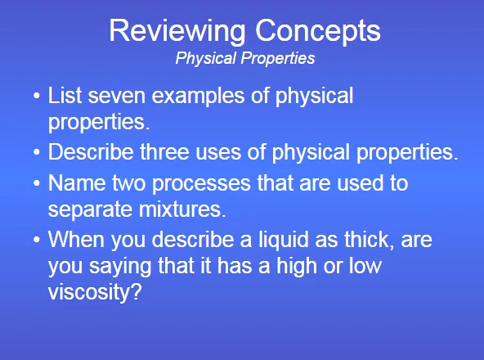 Reviewing Concepts
Physical Properties
• List seven examples of physical
properties.
• Describe three uses of physical properties.
• Name two processes that are used to
separate mixtures.
• When you describe a liquid as thick, are
you saying that it has a high or low
viscosity?